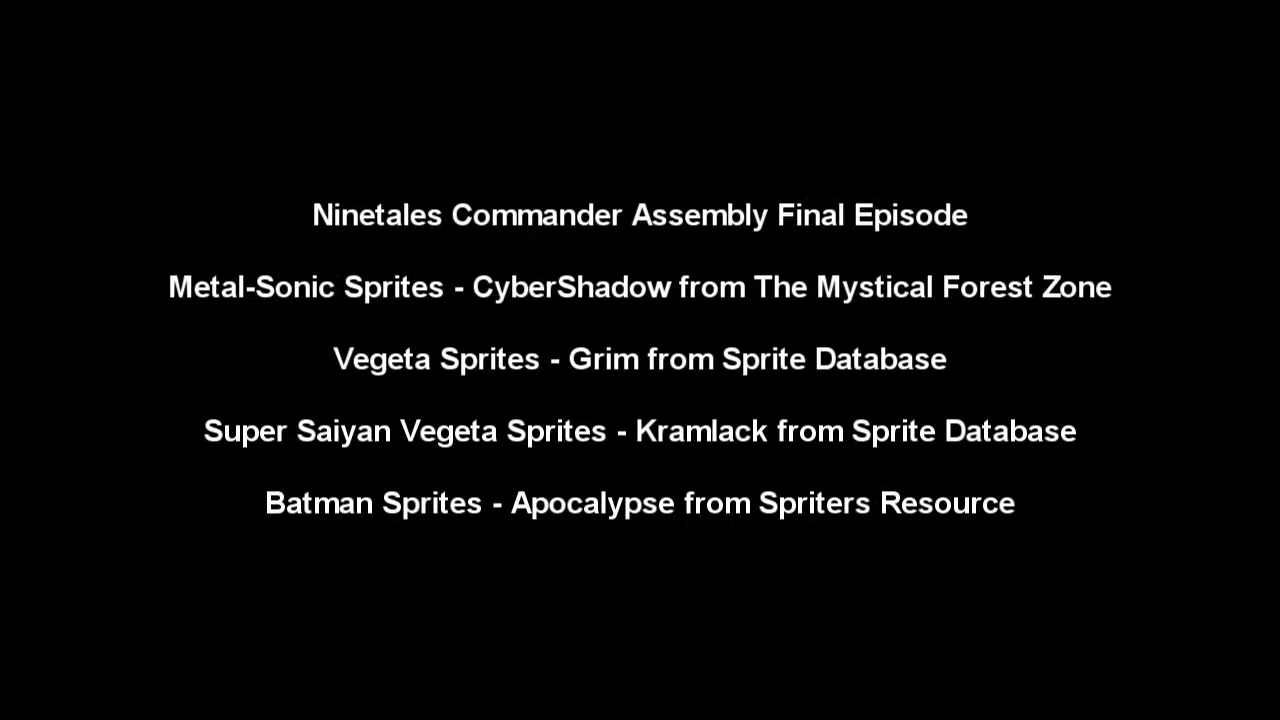 Ninetales Commander Assembly Final Episode
Metal-Sonic Sprites - CyberShadow from The Mystical Forest Zone
Vegeta Sprites - Grim from Sprite Database
Super Saiyan Vegeta Sprites - Kramlack from Sprite Database
Batman Sprites - Apocalypse from Spriters Resource